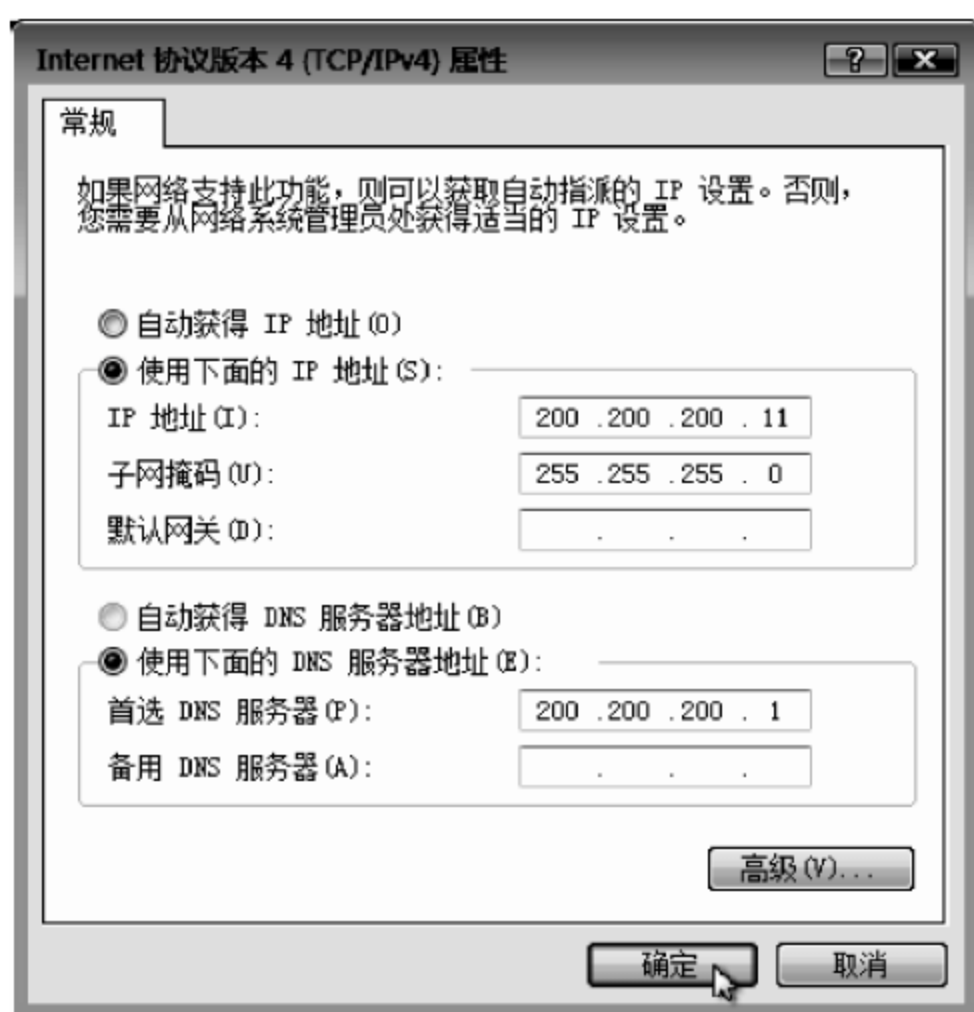 Internet 协议版本 4 (TCP/IPv4) 属性
常规
如果网络支持此功能，则可以获取自动指派的 IP 设置。否则，
您需要从网络系统管理员处获得适当的 IP 设置。
自动获得 IP 地址(O)
使用下面的 IP 地址(S):
IP 地址(I): 200 .200 .200 . 11
子网掩码(U): 255 .255 .255 . 0
默认网关(D): . . .
自动获得 DNS 服务器地址(B)
使用下面的 DNS 服务器地址(E):
首选 DNS 服务器(P): 200 .200 .200 . 1
备用 DNS 服务器(A): . . .
高级(V)...
确定 取消